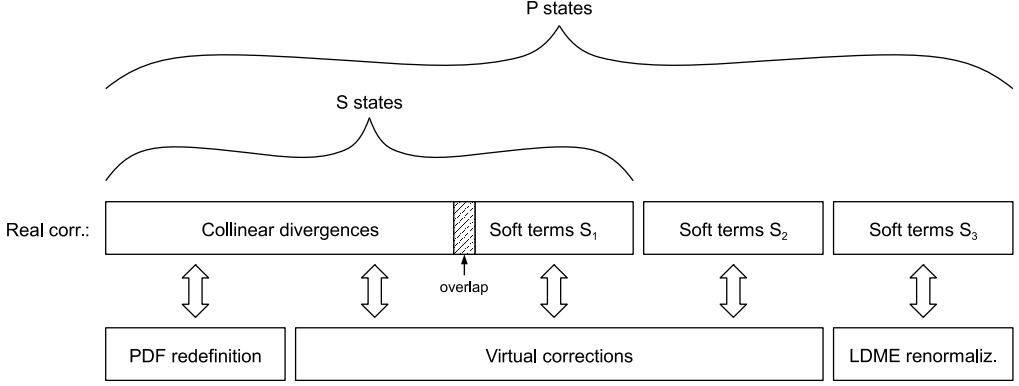 P states
S states
Real corr.:
Collinear divergences
Soft terms S₁
Soft terms S₂
Soft terms S₃
overlap
PDF redefinition
Virtual corrections
LDME renormaliz.